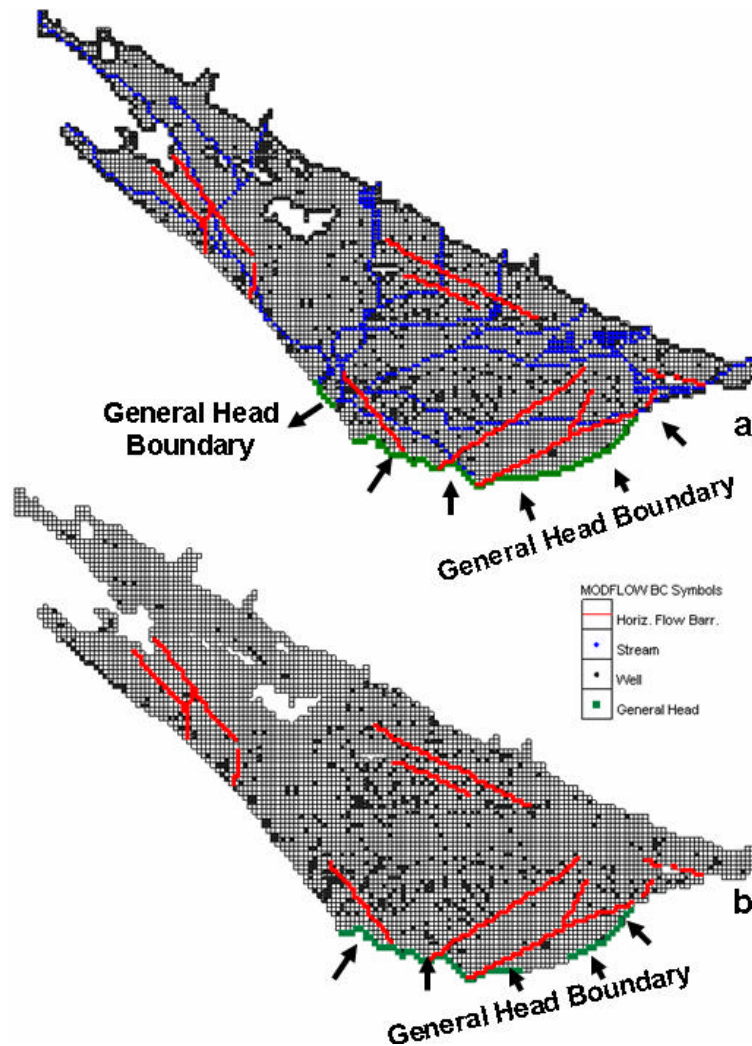 General Head
Boundary
a
General Head Boundary
MODFLOW BC Symbols
Horiz. Flow Barr.
Stream
Well
General Head
b
General Head Boundary